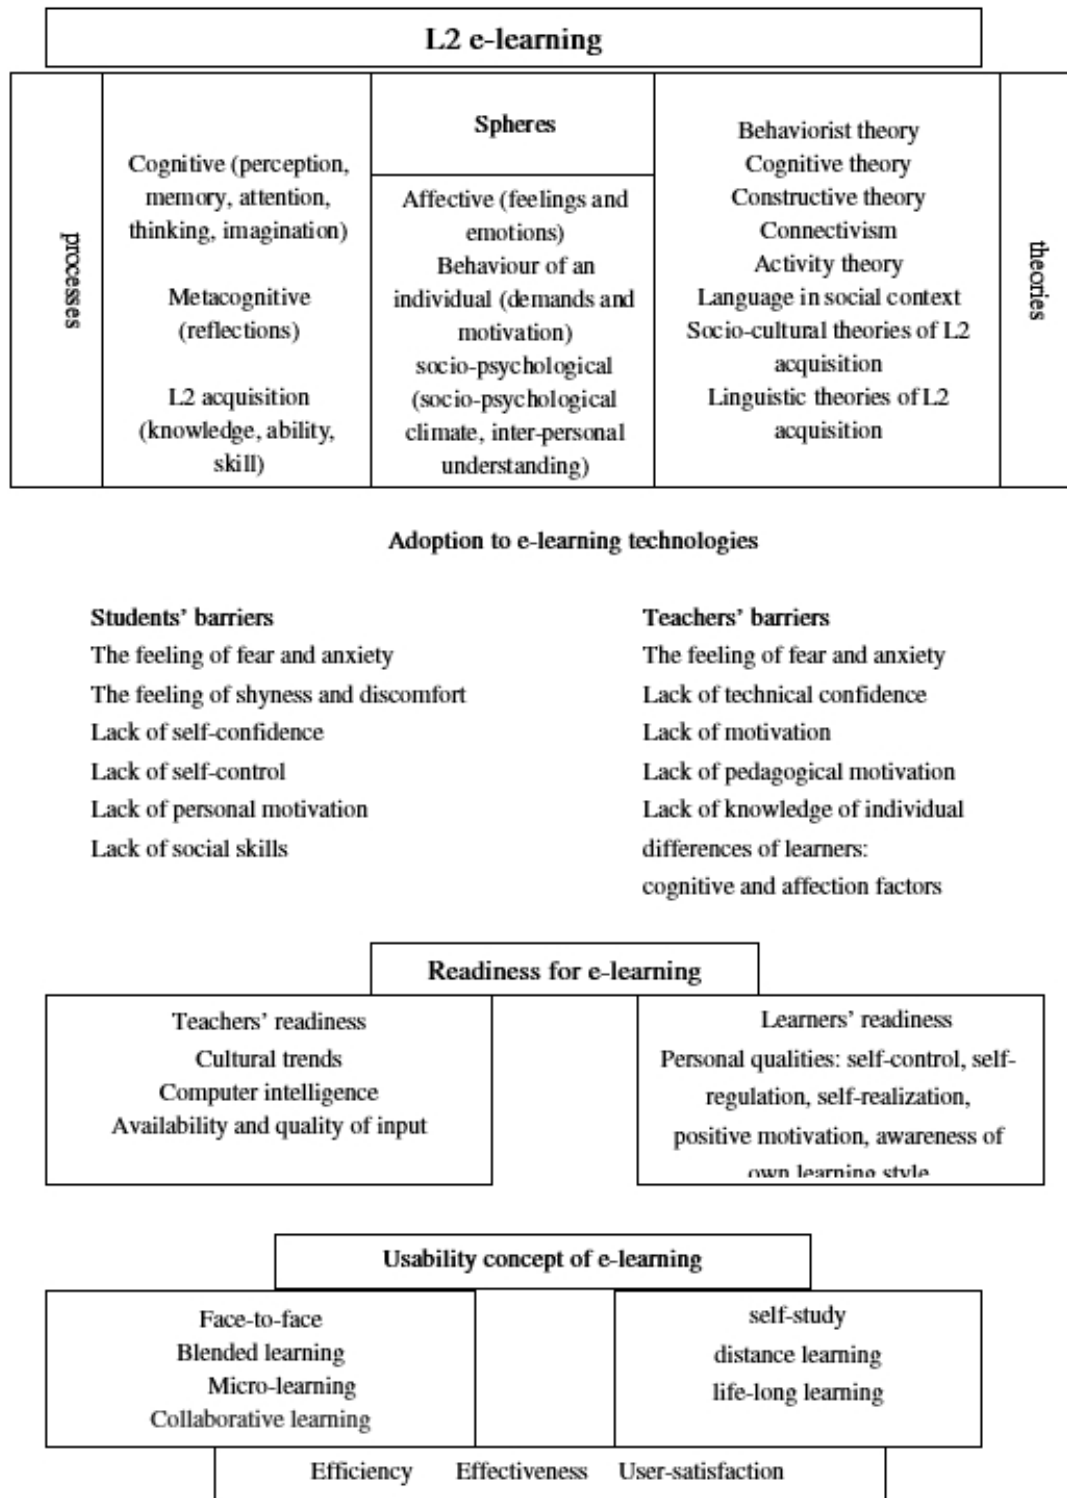 L2 e-learning
processes
Cognitive (perception,
memory, attention,
thinking, imagination)
Metacognitive
(reflections)
L2 acquisition
(knowledge, ability,
skill)
Spheres
Affective (feelings and
emotions)
Behaviour of an
individual (demands and
motivation)
socio-psychological
(socio-psychological
climate, inter-personal
understanding)
Behaviorist theory
Cognitive theory
Constructive theory
Connectivism
Activity theory
Language in social context
Socio-cultural theories of L2
acquisition
Linguistic theories of L2
acquisition
theories
Adoption to e-learning technologies
Students’ barriers
The feeling of fear and anxiety
The feeling of shyness and discomfort
Lack of self-confidence
Lack of self-control
Lack of personal motivation
Lack of social skills
Teachers’ barriers
The feeling of fear and anxiety
Lack of technical confidence
Lack of motivation
Lack of pedagogical motivation
Lack of knowledge of individual
differences of learners:
cognitive and affection factors
Readiness for e-learning
Teachers’ readiness
Cultural trends
Computer intelligence
Availability and quality of input
Learners’ readiness
Personal qualities: self-control, self-
regulation, self-realization,
positive motivation, awareness of
own learning style
Usability concept of e-learning
Face-to-face
Blended learning
Micro-learning
Collaborative learning
self-study
distance learning
life-long learning
Efficiency Effectiveness User-satisfaction